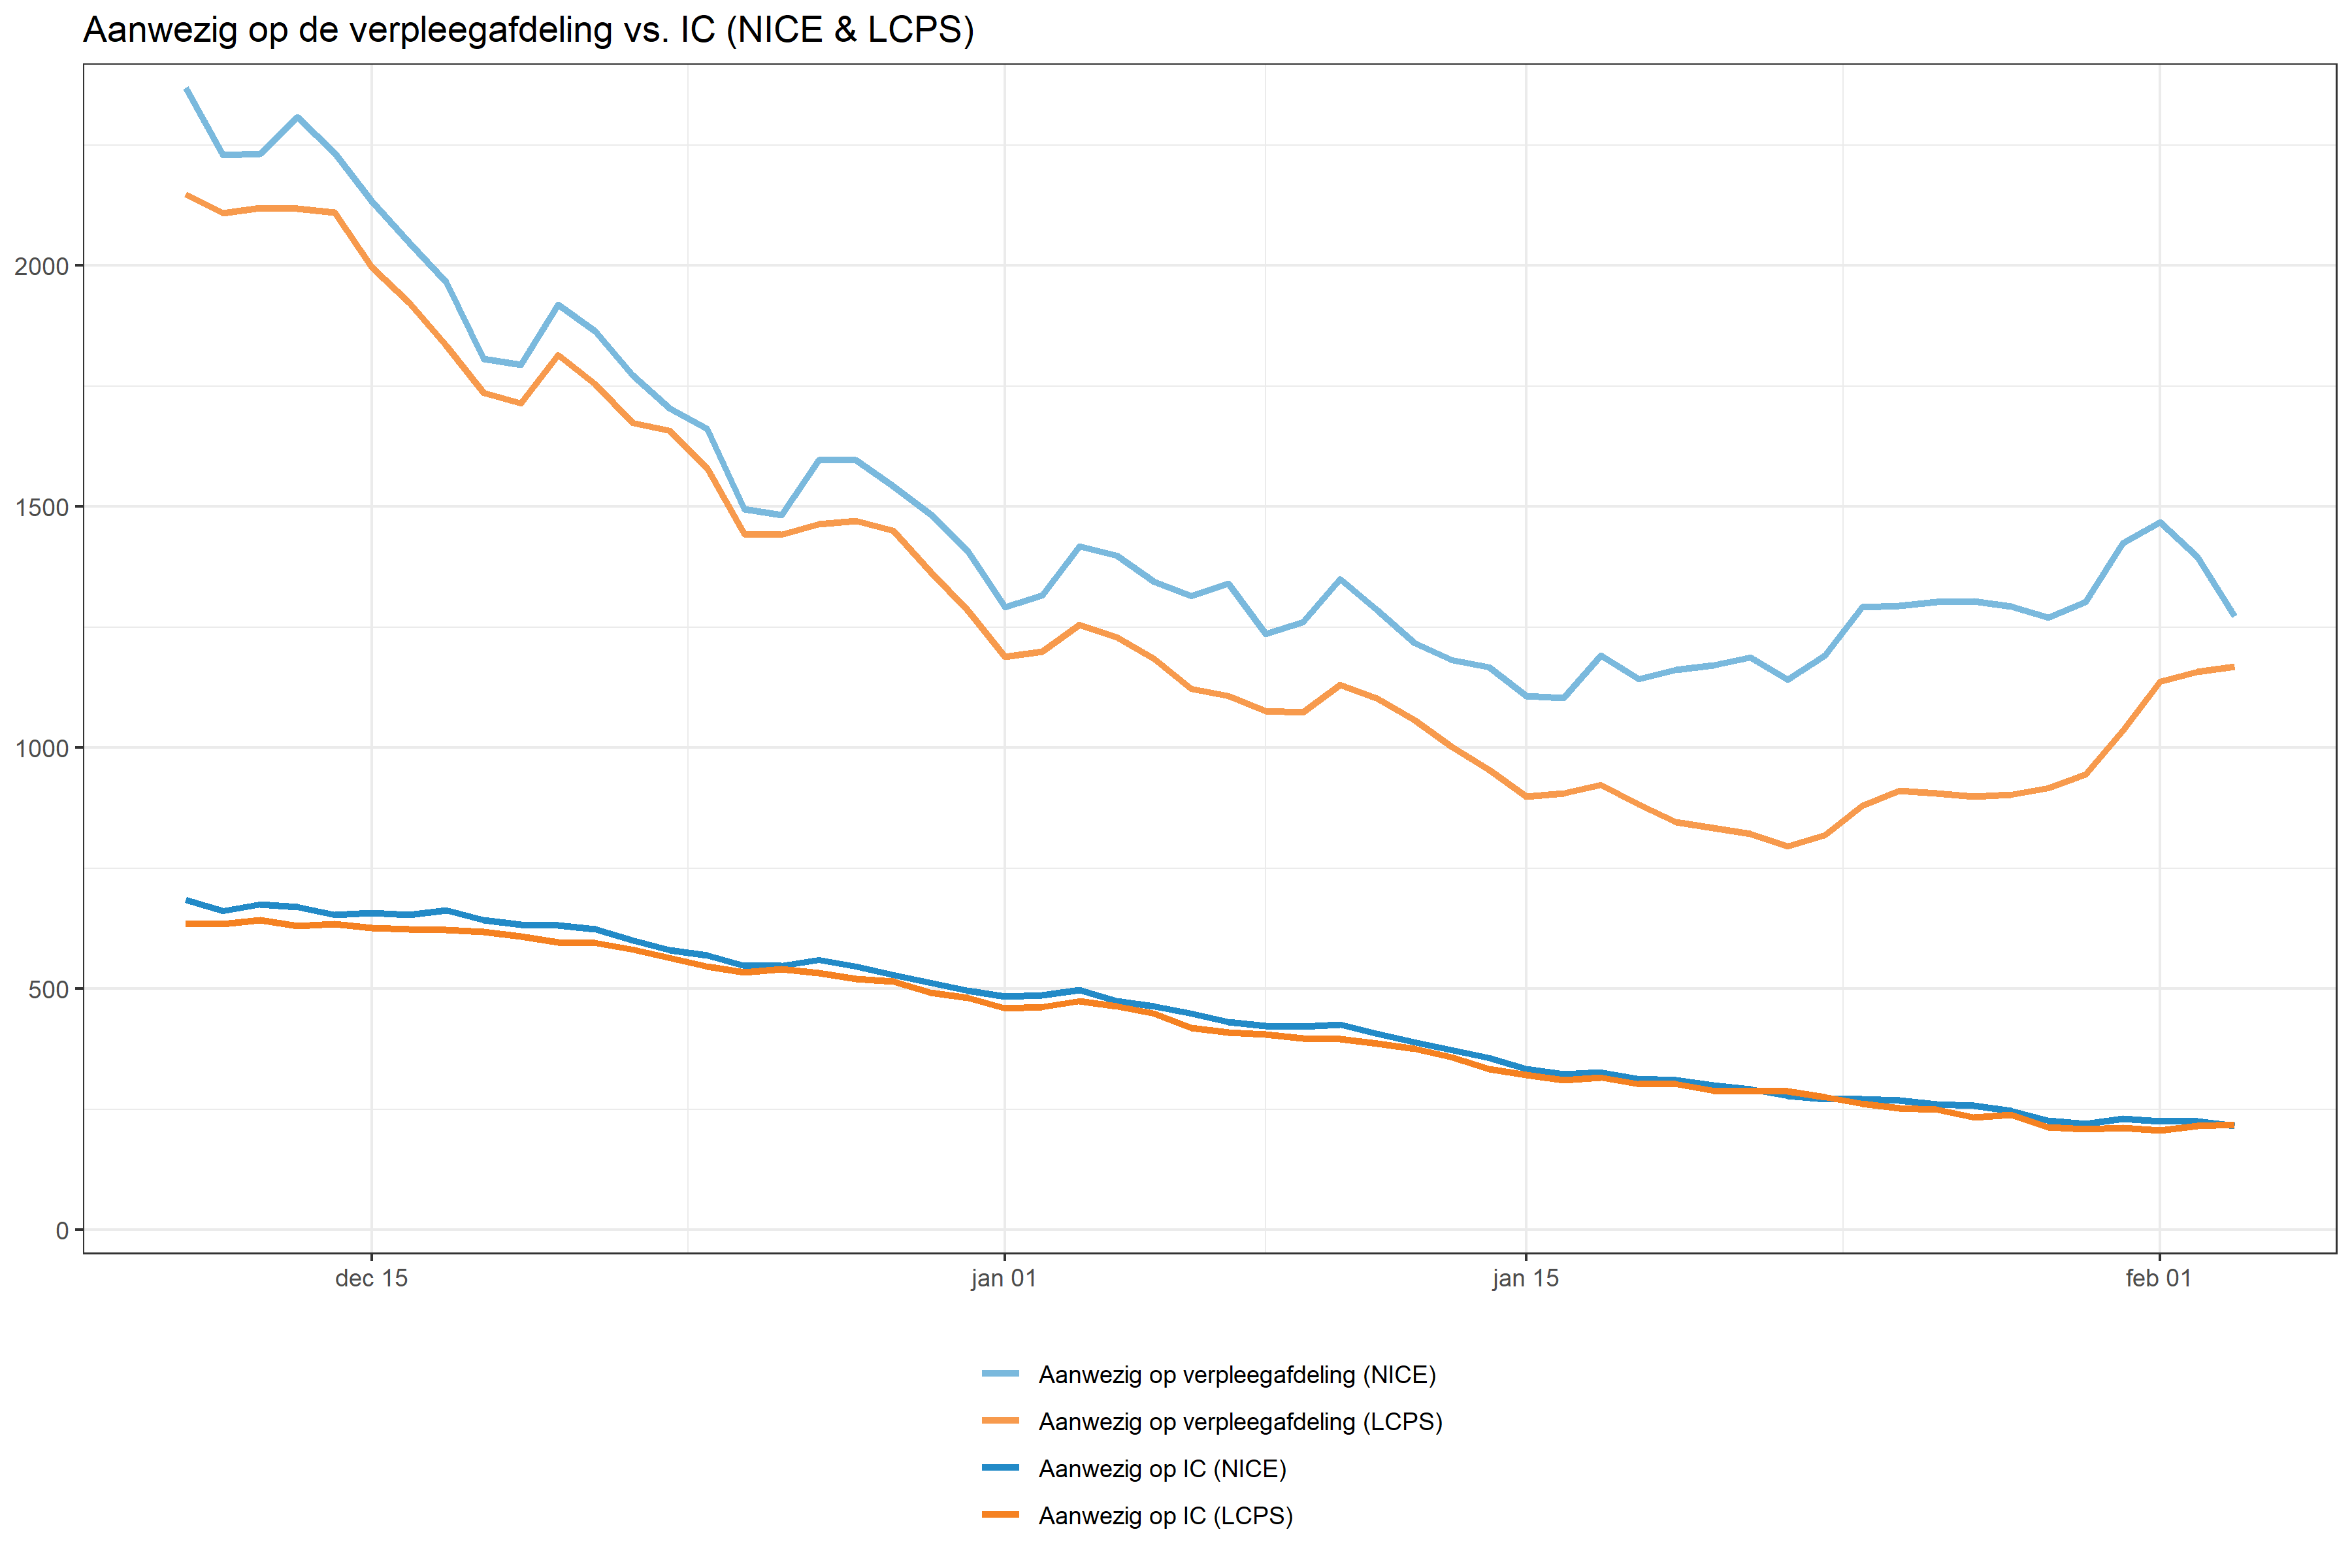 Aanwezig op de verpleegafdeling vs. IC (NICE & LCPS)
2000
1500
1000
500
0
dec 15
jan 01
jan 15
feb 01
Aanwezig op verpleegafdeling (NICE)
Aanwezig op verpleegafdeling (LCPS)
Aanwezig op IC (NICE)
Aanwezig op IC (LCPS)